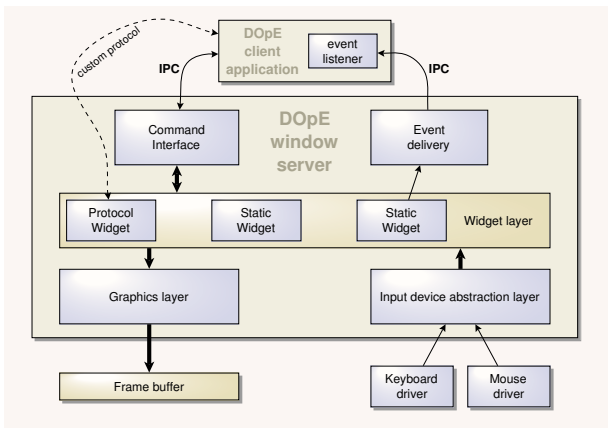 DOpE
client
application
event
listener
custom protocol
IPC
IPC
Command
Interface
DOpE
window
server
Event
delivery
Protocol
Widget
Static
Widget
Static
Widget
Widget layer
Graphics layer
Input device abstraction layer
Frame buffer
Keyboard
driver
Mouse
driver